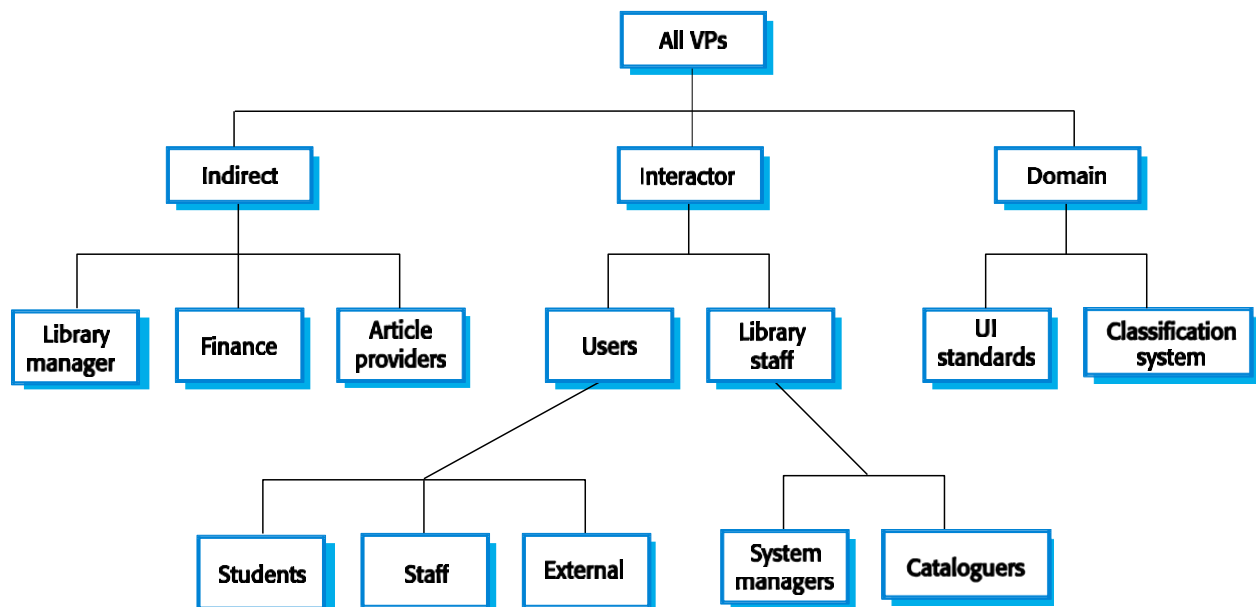 All VPs
Indirect
Interactor
Domain
Library
manager
Finance
Article
providers
Users
Library
staff
UI
standards
Classification
system
Students
Staff
External
System
managers
Cataloguers